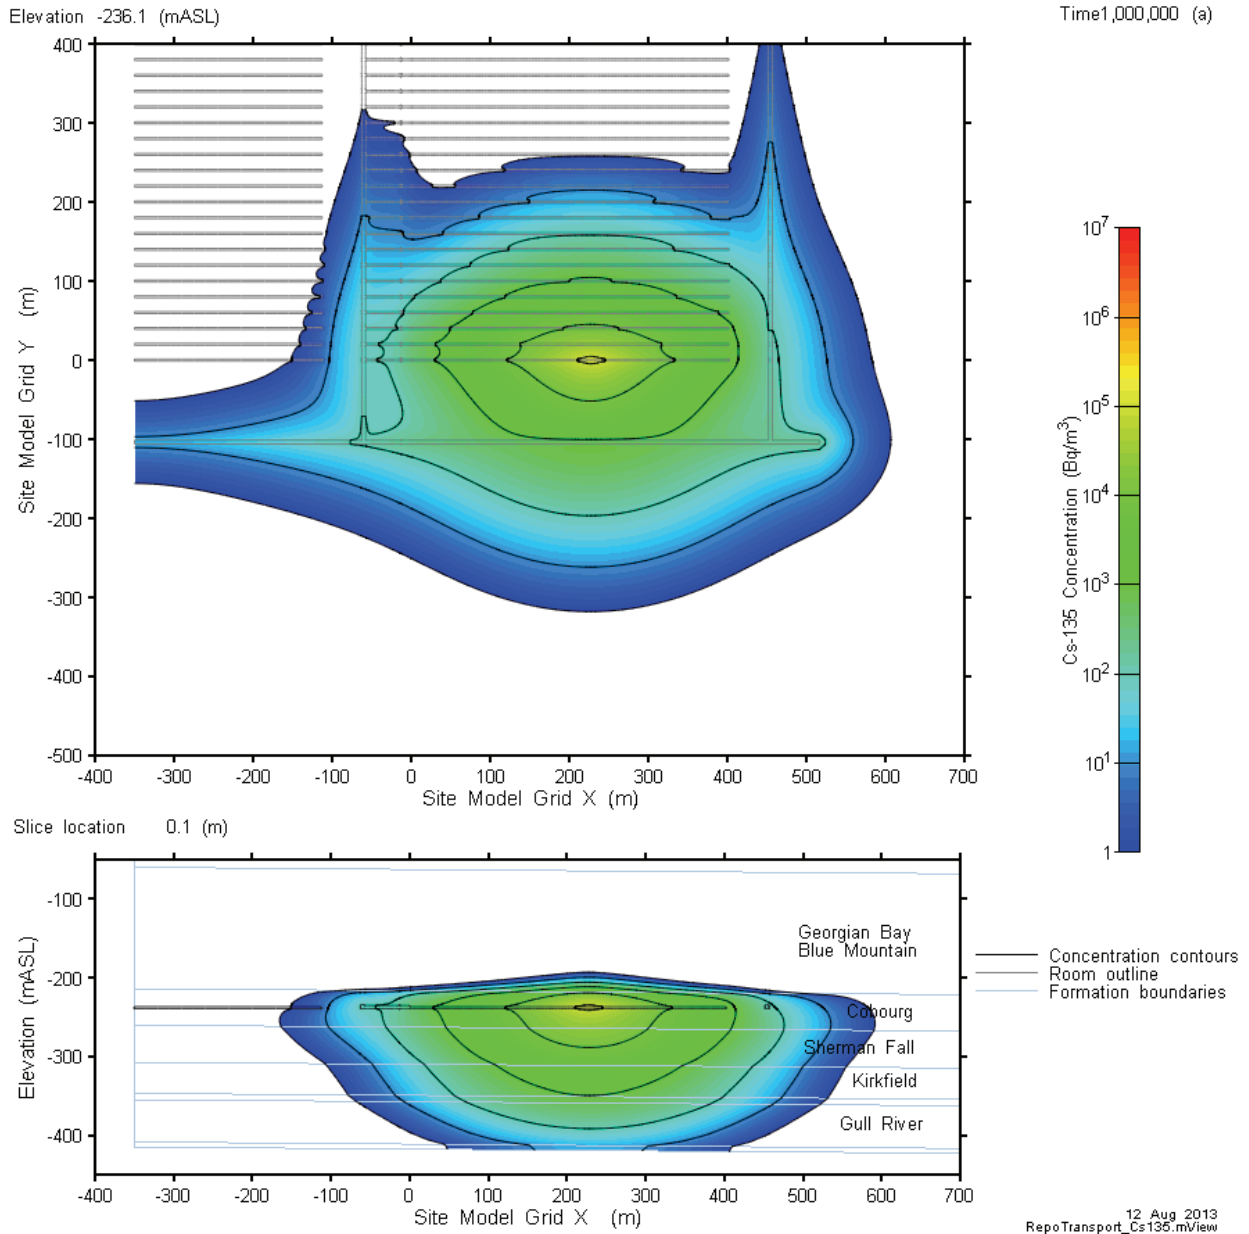 Elevation -236.1 (mASL)
Time1,000,000 (a)
400
300
200
100
0
-100
-200
-300
-400
-500
Site Model Grid Y (m)
-400 -300 -200 -100 0 100 200 300 400 500 600 700
Site Model Grid X (m)
10^7
10^6
10^5
10^4
10^3
10^2
10^1
1
Cs-135 Concentration (Bq/m^3)
Slice location 0.1 (m)
-100
-200
-300
-400
Elevation (mASL)
Georgian Bay
Blue Mountain
Cobourg
Sherman Fall
Kirkfield
Gull River
-400 -300 -200 -100 0 100 200 300 400 500 600 700
Site Model Grid X (m)
Concentration contours
Room outline
Formation boundaries
12 Aug 2013
RepoTransport_Cs135.mView